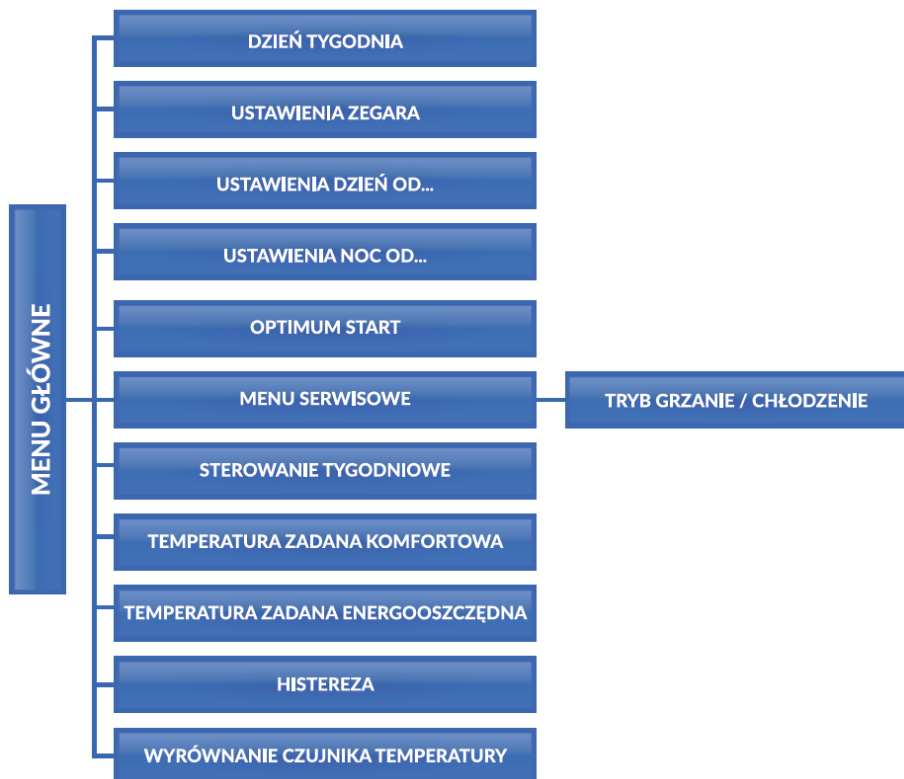 MENU GŁÓWNE
DZIEŃ TYGODNIA
USTAWIENIA ZEGARA
USTAWIENIA DZIEŃ OD...
USTAWIENIA NOC OD...
OPTIMUM START
MENU SERWISOWE
TRYB GRZANIE / CHŁODZENIE
STEROWANIE TYGODNIOWE
TEMPERATURA ZADANA KOMFORTOWA
TEMPERATURA ZADANA ENERGOOSZCZĘDNA
HISTEREZA
WYRÓWNANIE CZUJNIKA TEMPERATURY